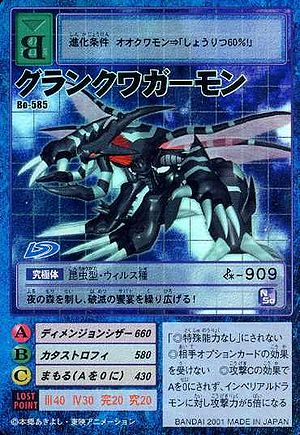 B
進化条件 オオクワモン⇒「しょうりつ60%!」
グランクワガーモン
Bo-585
究極体 昆虫型・ウィルス種
-909
夜の森を制し、破滅の饗宴を繰り広げる!
A ディメンジョンシザー 660
B カタストロフィ 580
C まもる(Aを0に) 430
LOST POINT Ⅲ40 Ⅳ30 完20 究20
「◎特殊能力なし」にされない
◎相手オプションカードの効果
を受けない ◎攻撃Cの効果で
Aを0にされず、インペリアルドラ
モンに対し攻撃力が5倍になる
©本郷あきよし・東映アニメーション
BANDAI 2001 MADE IN JAPAN